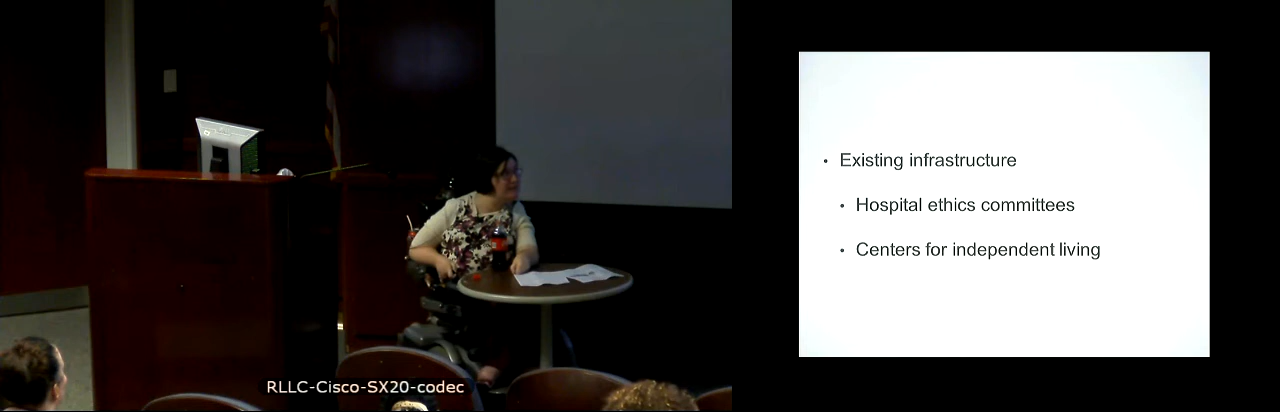 • Existing infrastructure
• Hospital ethics committees
• Centers for independent living
RLLC-Cisco-SX20-codec